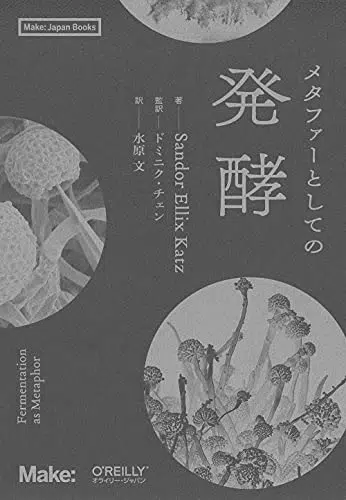 Make: Japan Books
メタファーとしての
発酵
著——Sandor Ellix Katz
監訳——ドミニク・チェン
訳——水原 文
Fermentation
as Metaphor
Make:
O'REILLY®
オライリー・ジャパン